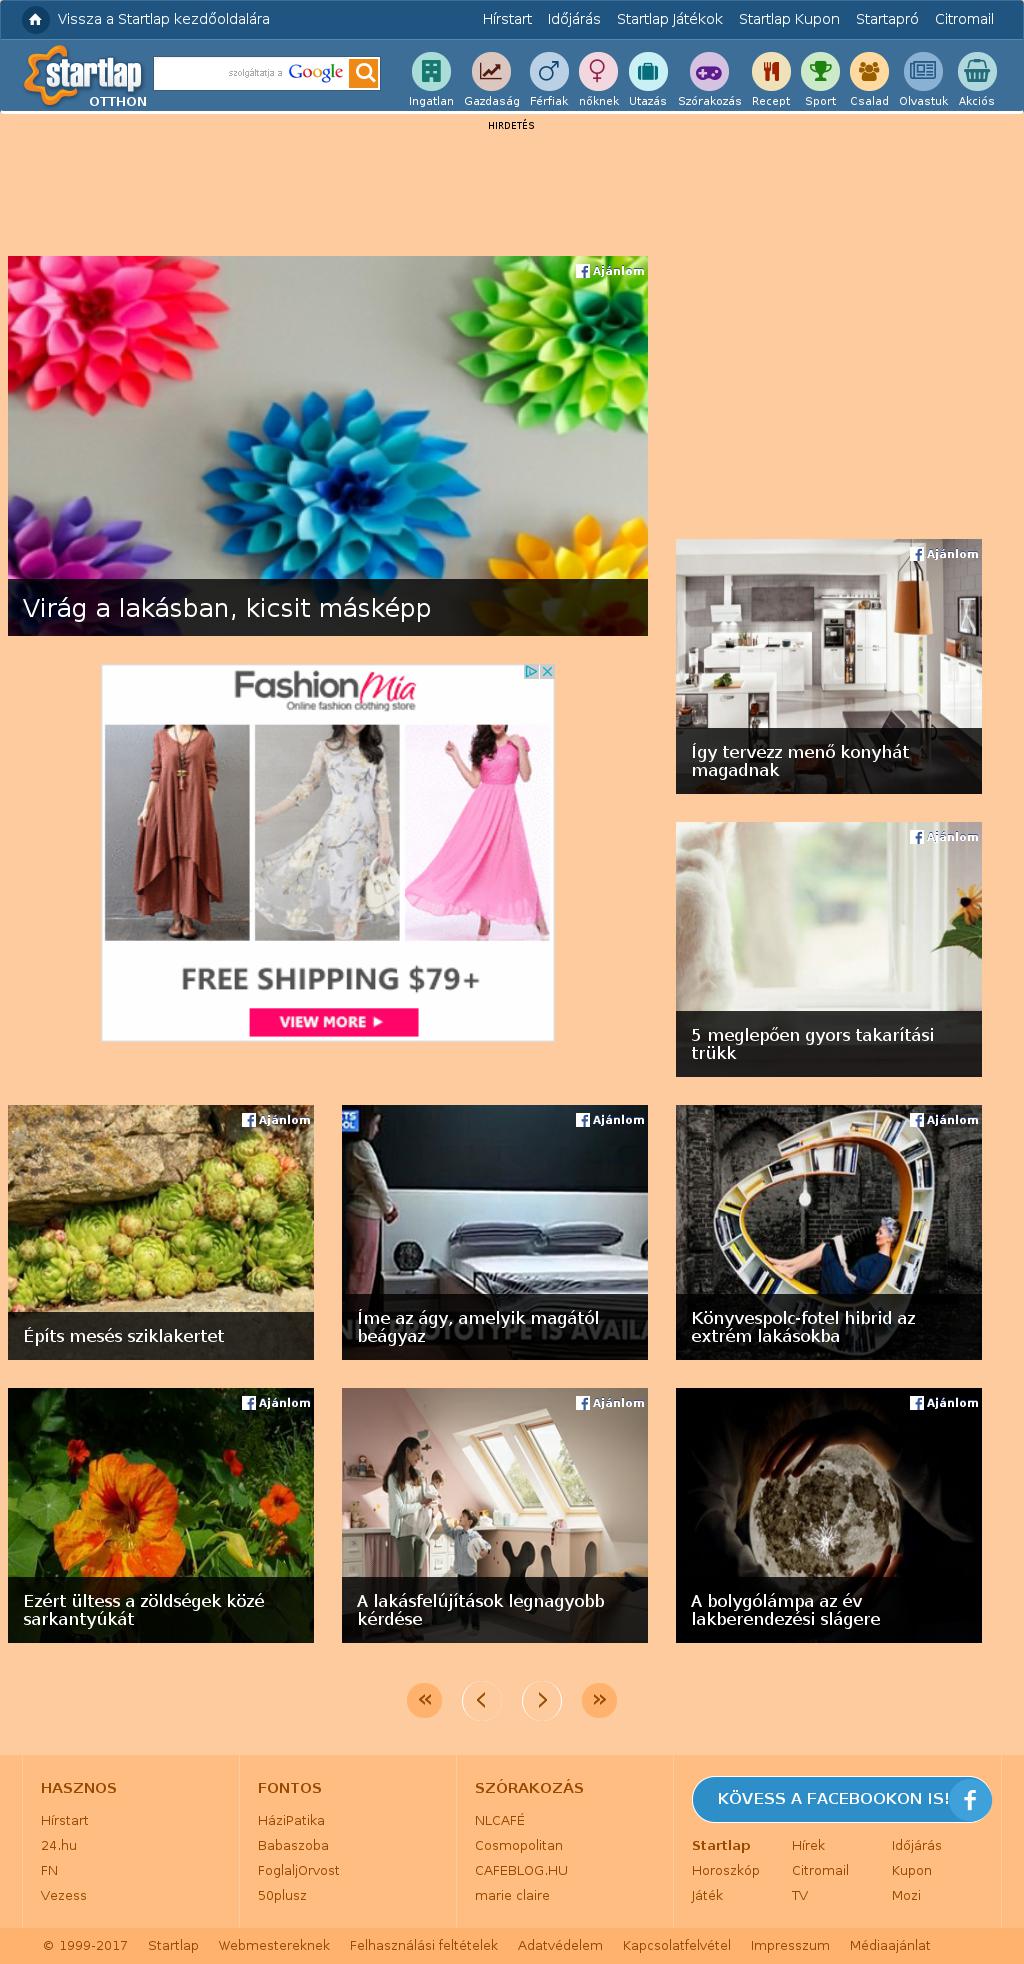 Vissza a Startlap kezdőoldalára
Hírstart Időjárás Startlap Játékok Startlap Kupon Startapró Citromail
startlap
OTTHON
szolgáltatja a Google
Ingatlan Gazdaság Férfiak nőknek Utazás Szórakozás Recept Sport Csalad Olvastuk Akciós
HIRDETÉS
Ajánlom
Virág a lakásban, kicsit másképp
Ajánlom
Így tervezz menő konyhát
magadnak
FashionMia
Online fashion clothing store
FREE SHIPPING $79+
VIEW MORE
Ajánlom
5 meglepően gyors takarítási
trükk
Ajánlom
Építs mesés sziklakertet
Ajánlom
Íme az ágy, amelyik magától
beágyaz
Ajánlom
Könyvespolc-fotel hibrid az
extrém lakásokba
Ajánlom
Ezért ültess a zöldségek közé
sarkantyúkát
Ajánlom
A lakásfelújítások legnagyobb
kérdése
Ajánlom
A bolygólámpa az év
lakberendezési slágere
« < > »
HASZNOS
Hírstart
24.hu
FN
Vezess
FONTOS
HáziPatika
Babaszoba
FoglaljOrvost
50plusz
SZÓRAKOZÁS
NLCAFÉ
Cosmopolitan
CAFEBLOG.HU
marie claire
KÖVESS A FACEBOOKON IS!
Startlap Hírek Időjárás
Horoszkóp Citromail Kupon
Játék TV Mozi
© 1999-2017 Startlap Webmestereknek Felhasználási feltételek Adatvédelem Kapcsolatfelvétel Impresszum Médiaajánlat